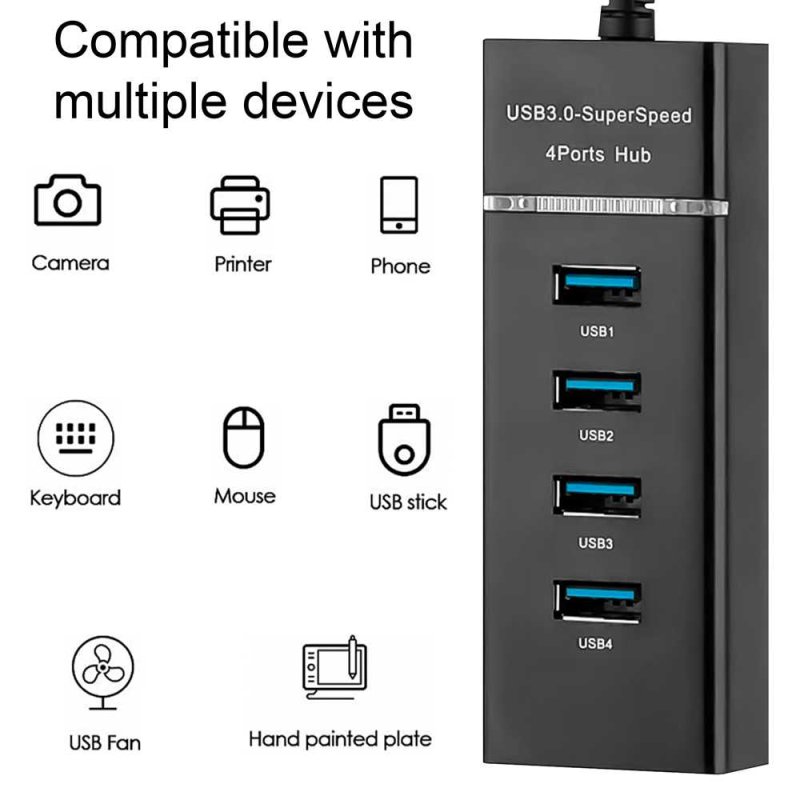 Compatible with
multiple devices
Camera
Printer
Phone
Keyboard
Mouse
USB stick
USB Fan
Hand painted plate
USB3.0-SuperSpeed
4Ports Hub
USB1
USB2
USB3
USB4